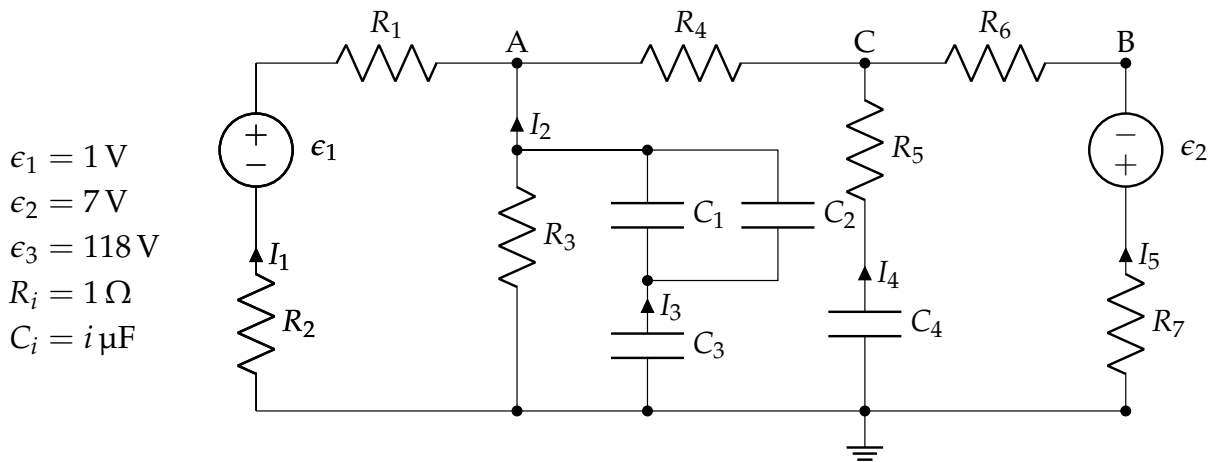 R₁
A
R₄
C
R₆
B
I₂
+
−
ϵ₁
−
+
ϵ₂
R₅
ϵ₁ = 1 V
ϵ₂ = 7 V
ϵ₃ = 118 V
Rᵢ = 1 Ω
Cᵢ = i µF
R₃
C₁
C₂
I₁
I₃
I₄
I₅
R₂
C₃
C₄
R₇